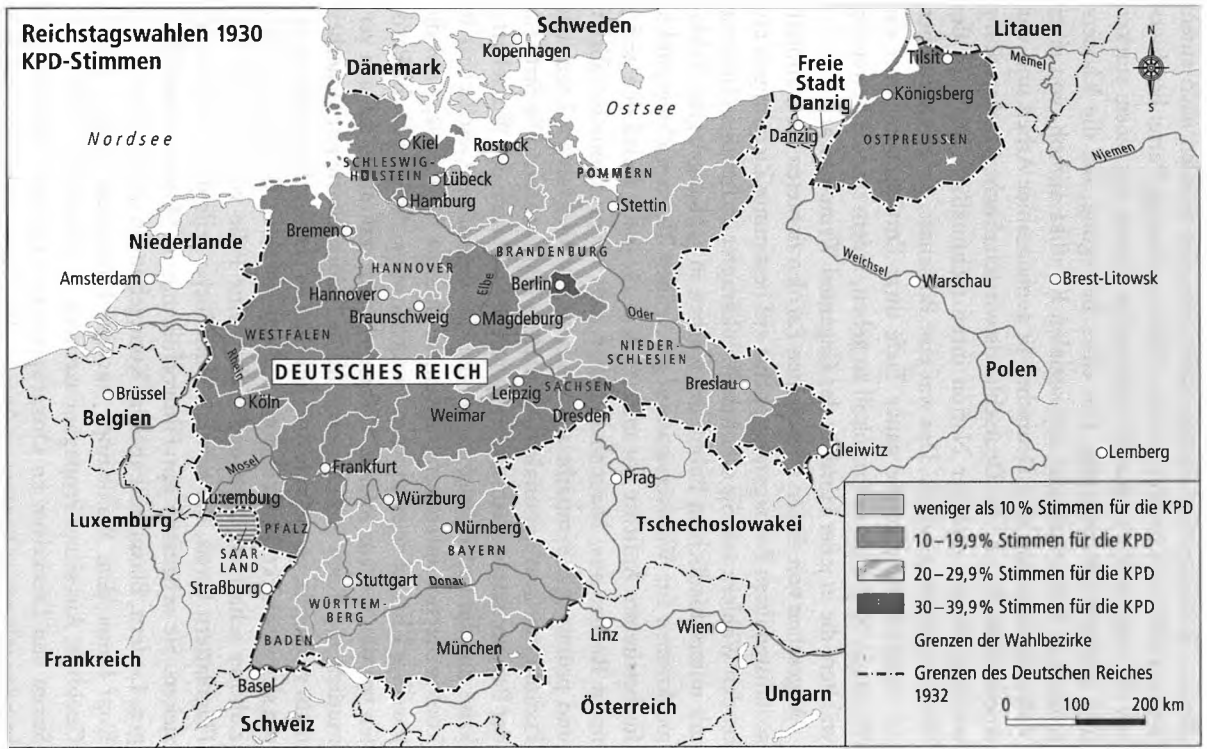 Reichstagswahlen 1930
KPD-Stimmen
Schweden
Kopenhagen
Dänemark
Litauen
Tilsit
Memel
N
S
Freie
Stadt
Danzig
Königsberg
Ostsee
Nordsee
Danzig
OSTPREUSSEN
Niemen
Kiel
Rostock
SCHLESWIG-
HOLSTEIN
Lübeck
POMMERN
Hamburg
Stettin
Bremen
Niederlande
BRANDENBURG
HANNOVER
Weichsel
Amsterdam
Elbe
Berlin
Warschau
Brest-Litowsk
Hannover
Braunschweig
Magdeburg
Oder
WESTFALEN
NIEDER-
SCHLESIEN
Rhein
DEUTSCHES REICH
Polen
Brüssel
Leipzig
SACHSEN
Breslau
Belgien
Köln
Weimar
Dresden
Mosel
Frankfurt
Gleiwitz
Lemberg
Prag
Luxemburg
Würzburg
Luxemburg
PFALZ
Nürnberg
Tschechoslowakei
BAYERN
SAAR-
LAND
Straßburg
Stuttgart
Donau
WÜRTTEM-
BERG
BADEN
München
Linz
Wien
Frankreich
Basel
Schweiz
Österreich
Ungarn
weniger als 10% Stimmen für die KPD
10–19,9% Stimmen für die KPD
20–29,9% Stimmen für die KPD
30–39,9% Stimmen für die KPD
Grenzen der Wahlbezirke
Grenzen des Deutschen Reiches
1932
0 100 200 km